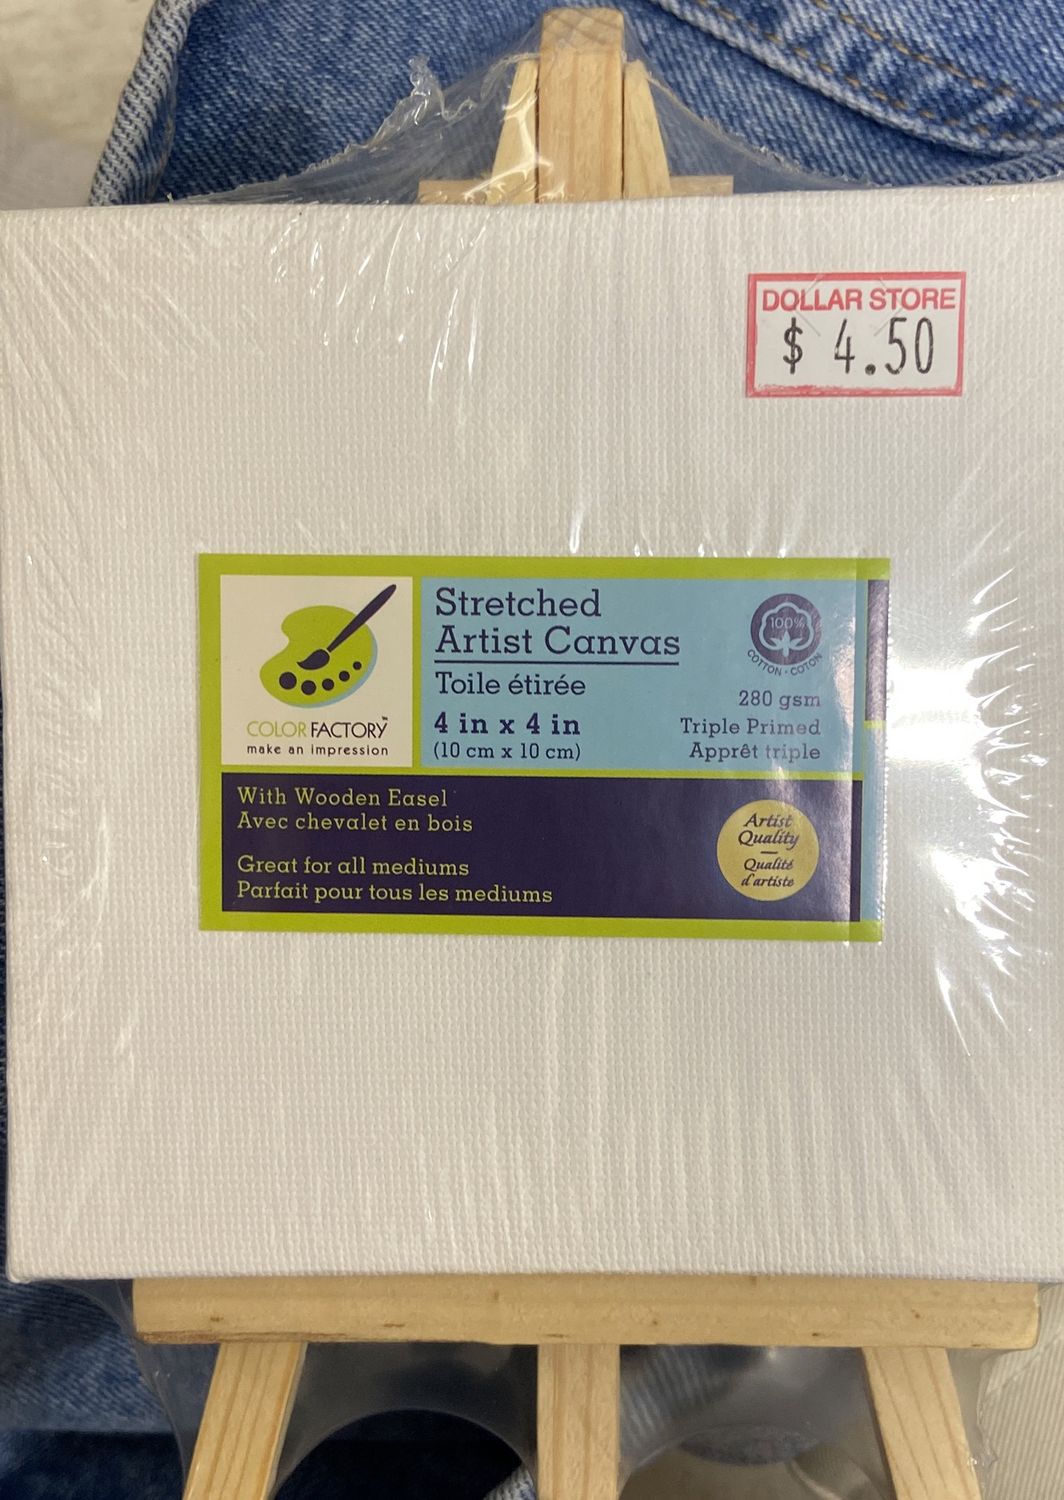 DOLLAR STORE
$ 4.50
COLOR FACTORY™
make an impression
Stretched
Artist Canvas
Toile étirée
4 in x 4 in
(10 cm x 10 cm)
100%
COTTON - COTON
280 gsm
Triple Primed
Apprêt triple
With Wooden Easel
Avec chevalet en bois
Great for all mediums
Parfait pour tous les mediums
Artist
Quality
Qualité
d'artiste